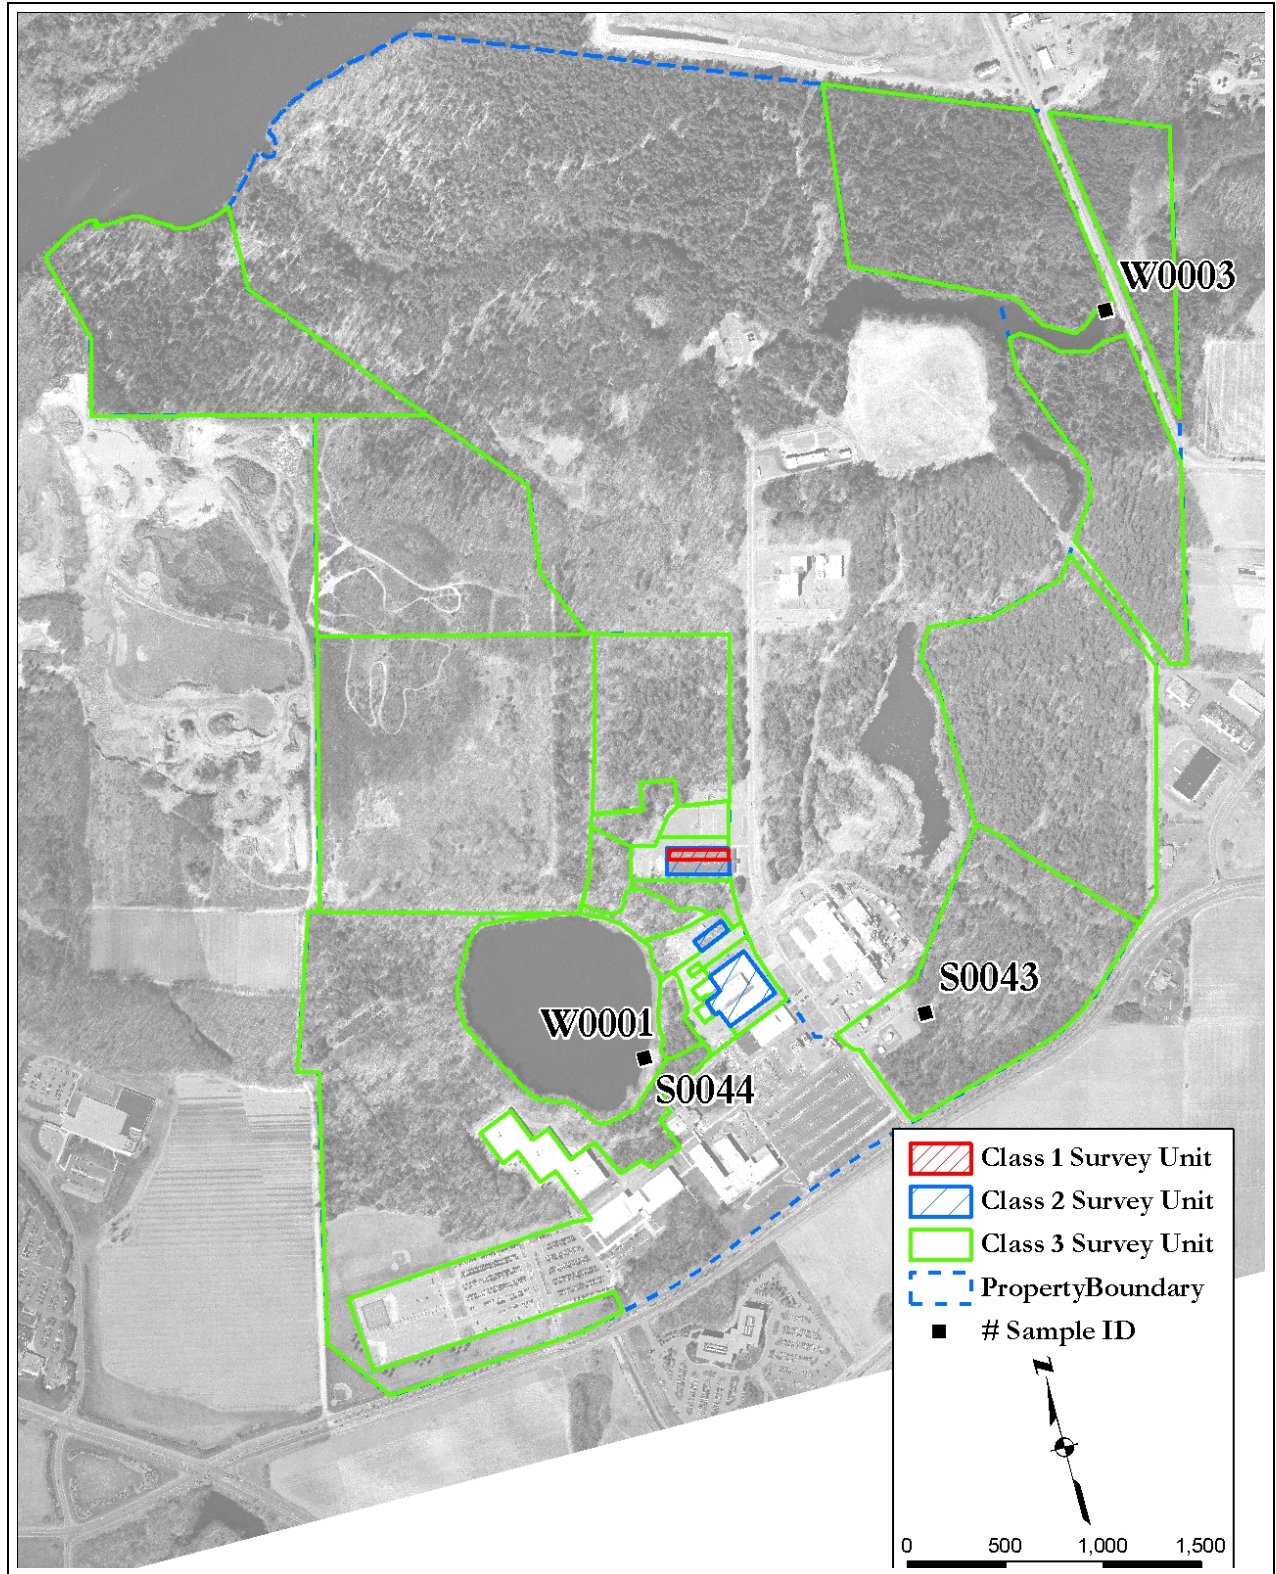 W0003
S0043
W0001
S0044
Class 1 Survey Unit
Class 2 Survey Unit
Class 3 Survey Unit
PropertyBoundary
# Sample ID
N
0 500 1,000 1,500